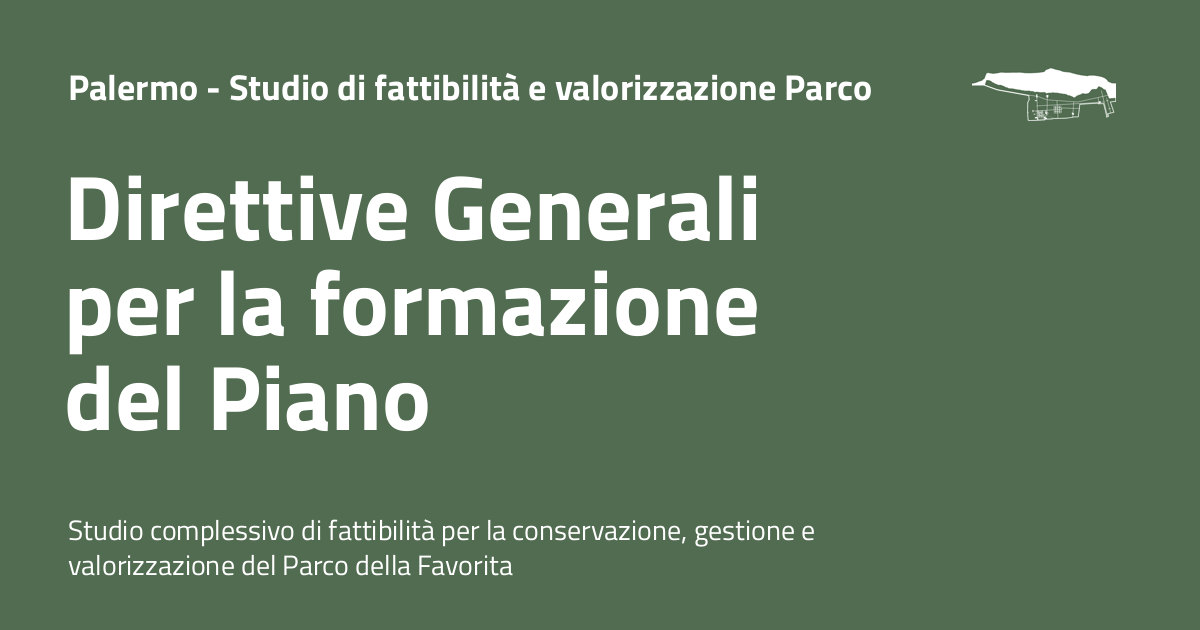 Palermo - Studio di fattibilità e valorizzazione Parco
Direttive Generali
per la formazione
del Piano
Studio complessivo di fattibilità per la conservazione, gestione e
valorizzazione del Parco della Favorita